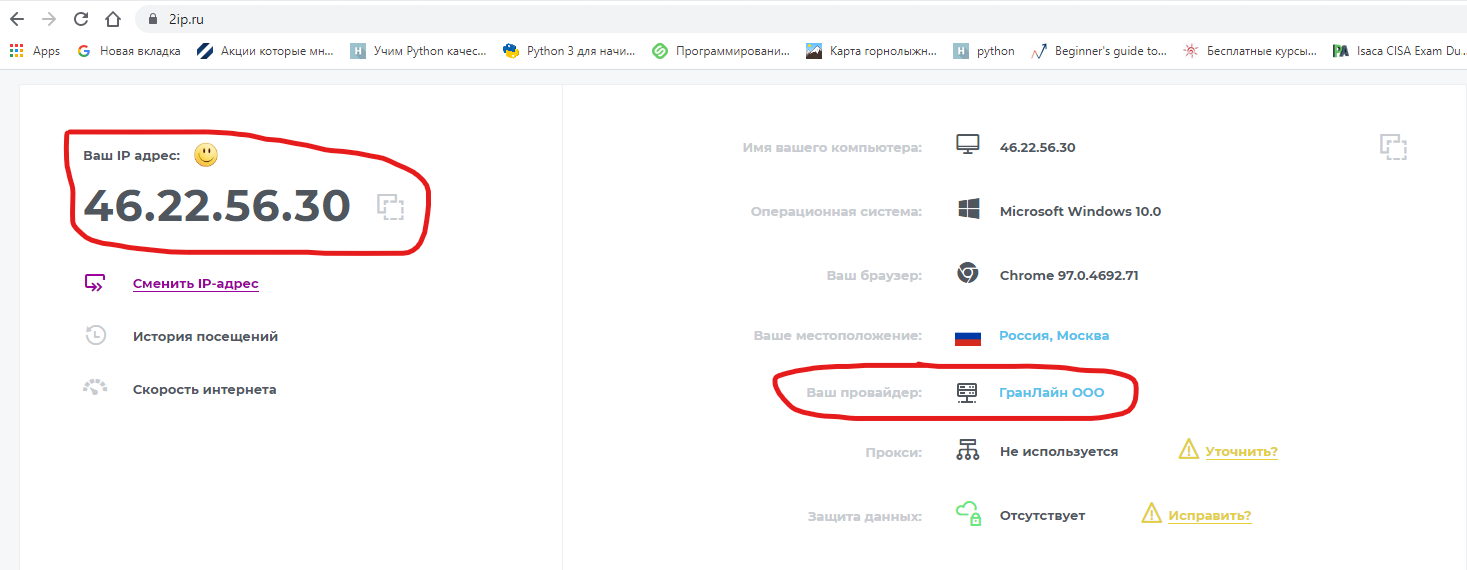 2ip.ru
Apps Новая вкладка Акции которые мн... Учим Python качес... Python 3 для начи... Программировани... Карта горнолыжн... python Beginner's guide to... Бесплатные курсы... Isaca CISA Exam Du...
Ваш IP адрес:
46.22.56.30
Сменить IP-адрес
История посещений
Скорость интернета
Имя вашего компьютера: 46.22.56.30
Операционная система: Microsoft Windows 10.0
Ваш браузер: Chrome 97.0.4692.71
Ваше местоположение: Россия, Москва
Ваш провайдер: ГранЛайн ООО
Прокси: Не используется Уточнить?
Защита данных: Отсутствует Исправить?